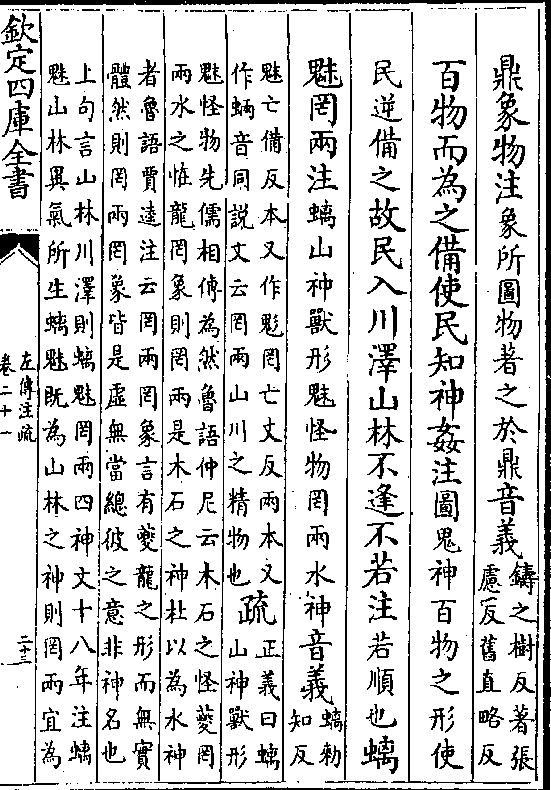 鼎象物注象所圖物著之於鼎音義鑄之樹反著張
慮反舊直略反
百物而為之備使民知神姦注圖鬼神百物之形使
民逆備之故民入川澤山林不逢不若注若順也螭
魅罔兩注螭山神獸形魅怪物罔兩水神音義螭勑
知反
魅亡備反本又作鬽罔亡丈反兩本又
作蜽音同說文云罔兩山川之精物也疏正義曰螭
山神獸形
魅怪物先儒相傳為然魯語仲尼云木石之怪夔罔
兩水之怪龍罔象則罔兩是木石之神杜以為水神
者魯語賈逵注云罔兩罔象言有夔龍之形而無實
體然則罔兩罔象皆是虛無當總彼之意非神名也
上句言山林川澤則螭魅罔兩四神文十八年注螭
魅山林異氣所生螭魅既為山林之神則罔兩宜為
欽定四庫全書
左傳注疏
卷二十一
二十三